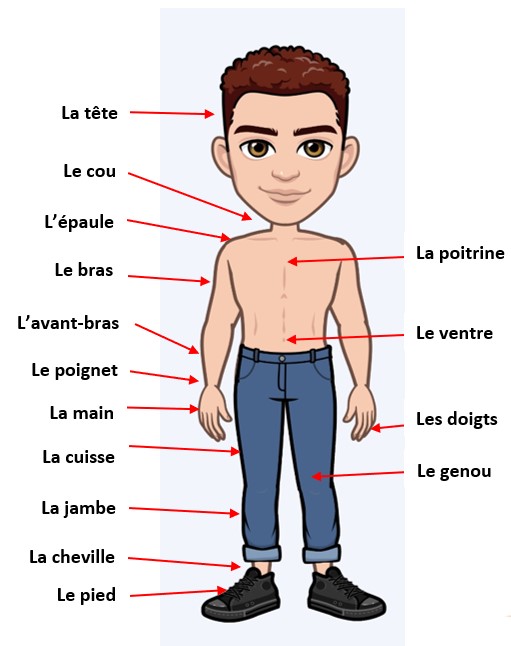 La tête
Le cou
L’épaule
Le bras
L’avant-bras
Le poignet
La main
La cuisse
La jambe
La cheville
Le pied
La poitrine
Le ventre
Les doigts
Le genou